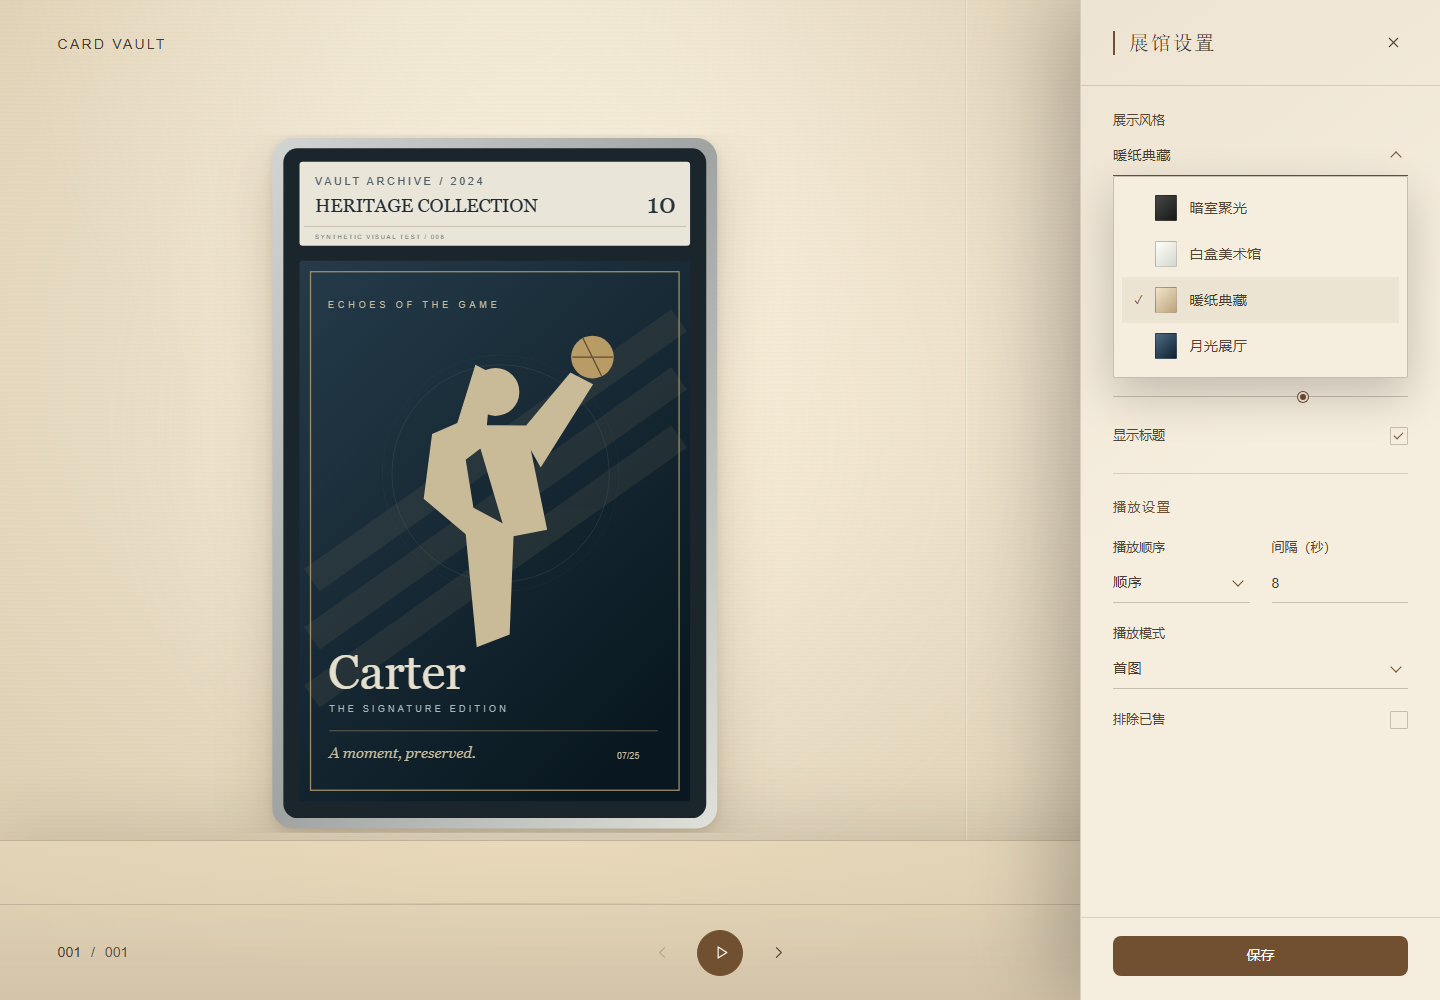 CARD VAULT
VAULT ARCHIVE / 2024
HERITAGE COLLECTION 10
SYNTHETIC VISUAL TEST / 008
ECHOES OF THE GAME
Carter
THE SIGNATURE EDITION
A moment, preserved. 07/25
001 / 001
展馆设置
展示风格
暖纸典藏
暗室聚光
白盒美术馆
✓ 暖纸典藏
月光展厅
显示标题
播放设置
播放顺序 间隔（秒）
顺序 8
播放模式
首图
排除已售
保存